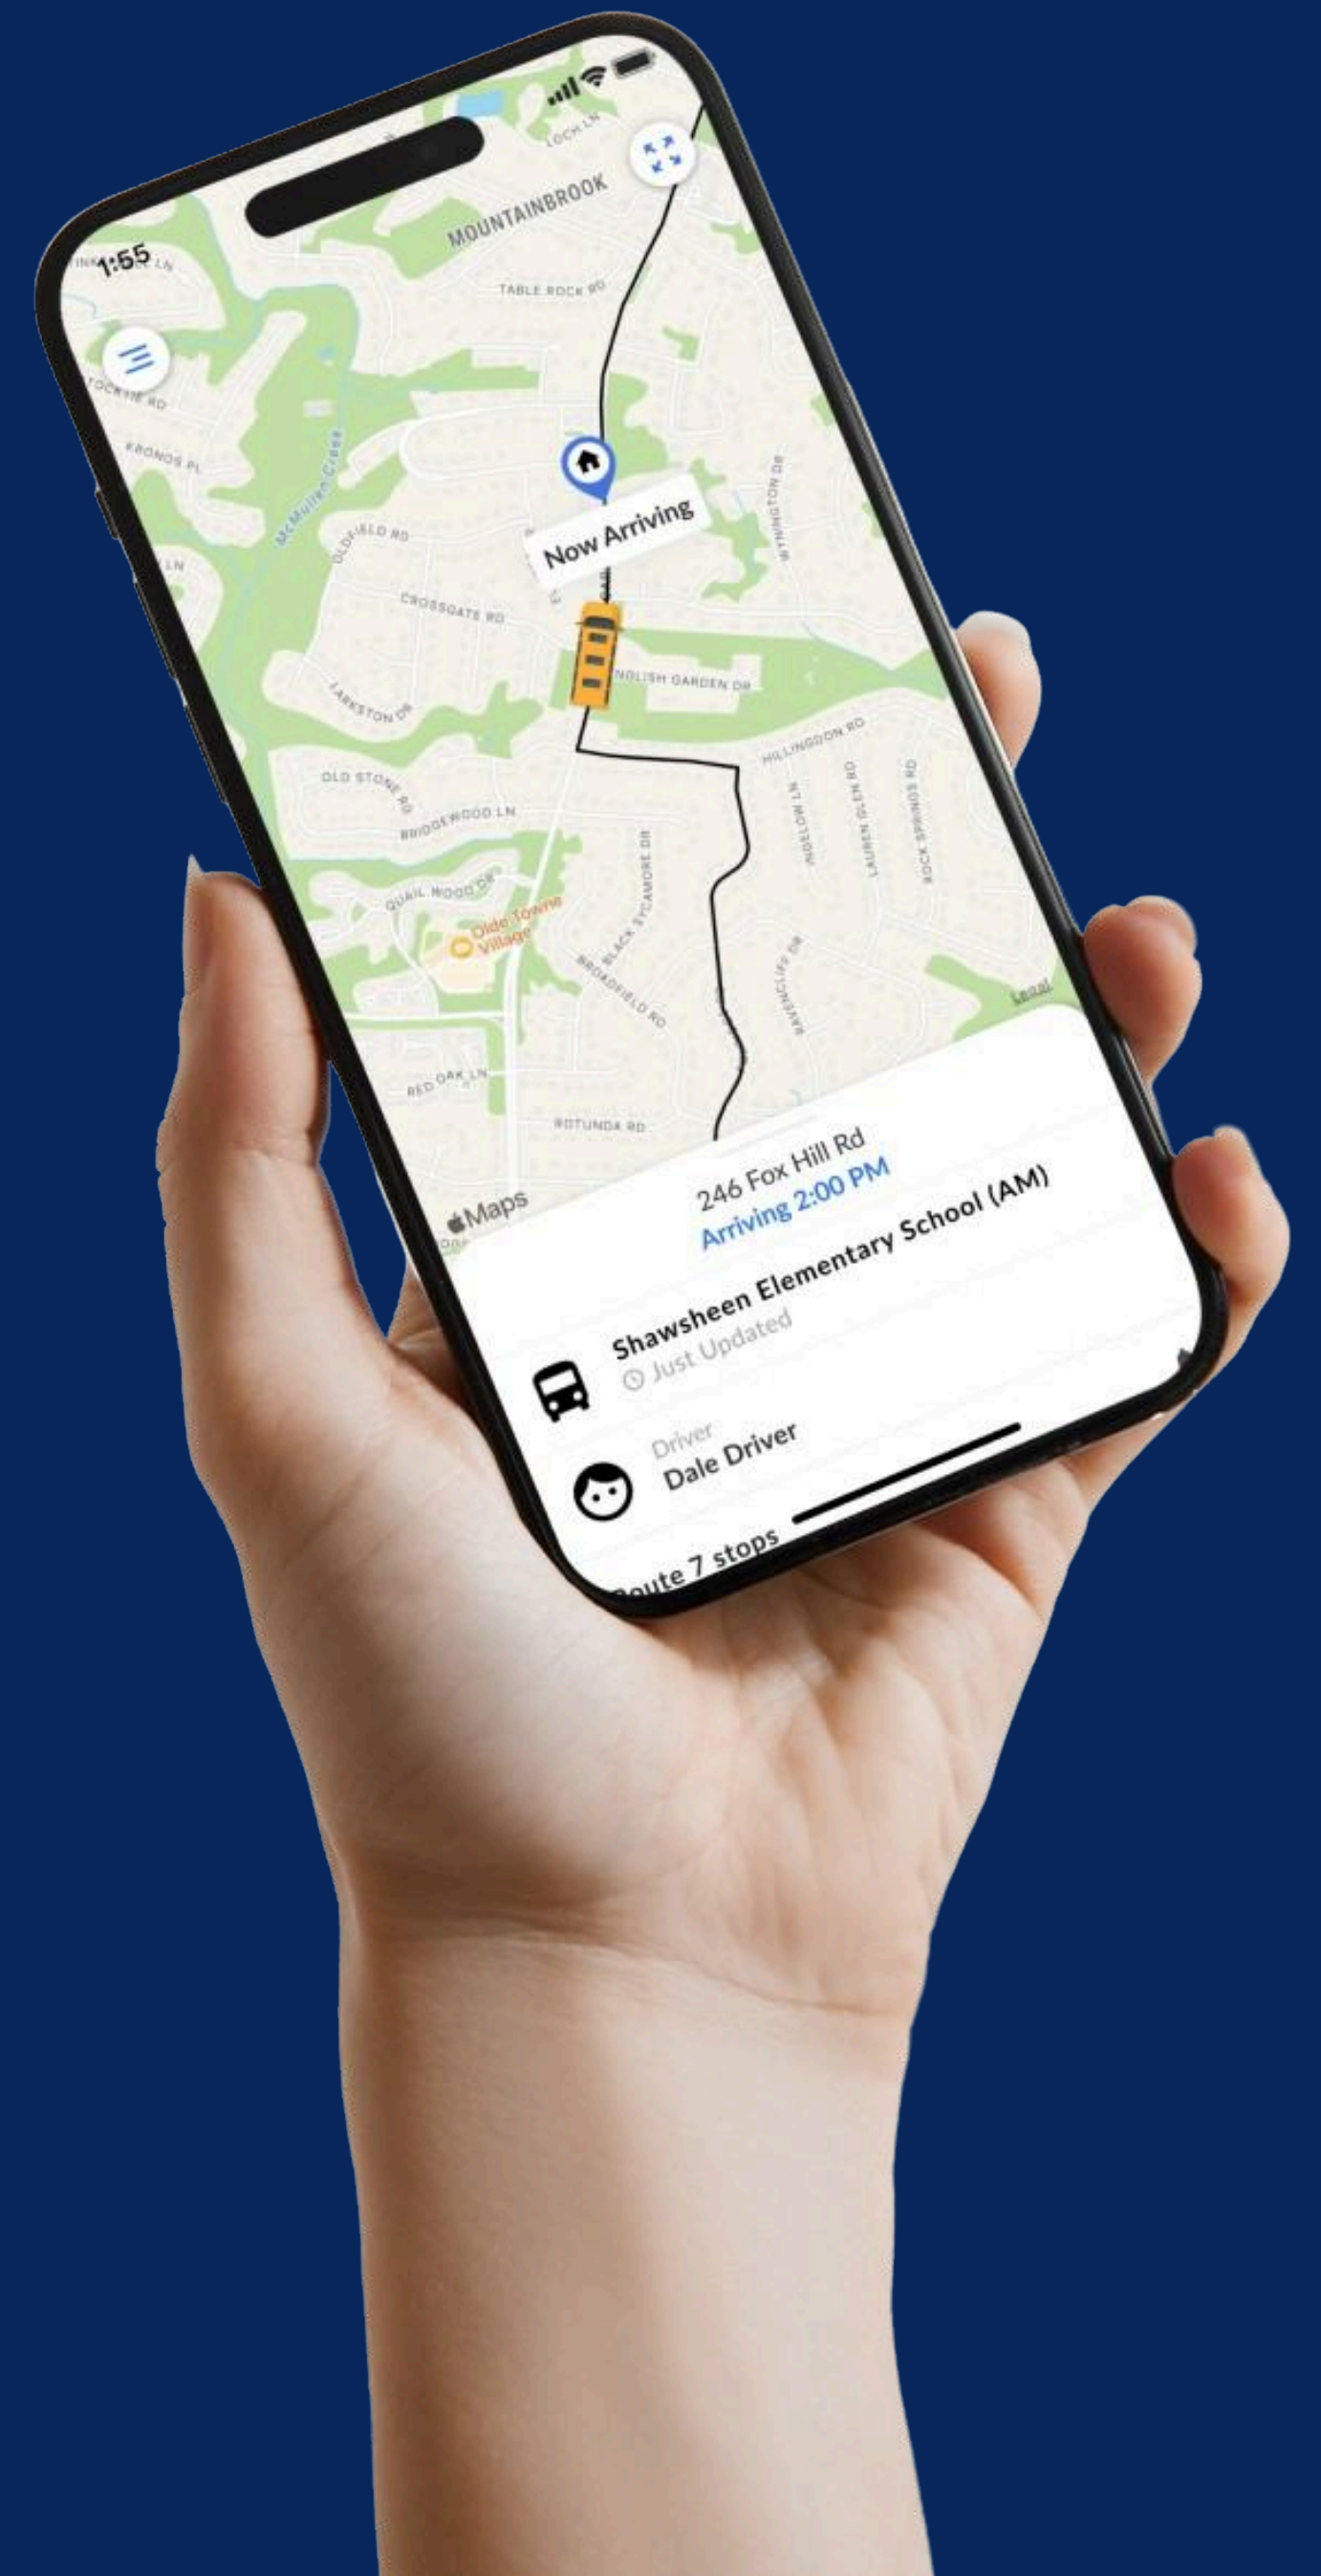 1:55
LOCH LN
MOUNTAINBROOK
TABLE ROCK RD
KRONOS PL
McMullen Creek
OLDFIELD RD
WYNINGTON DR
Now Arriving
LN
CROSSGATE RD
NGLISH GARDEN DR
LARKSTON DR
HILLINGDON RD
OLD STONE RD
BRIDGEWOOD LN
LAUREN GLEN RD
ROCK SPRINGS RD
QUAIL WOOD DR
BLACK SYCAMORE DR
Olde Towne
Village
BROADFIELD RD
RAVENCLIFF DR
Legal
RED OAK LN
ROTUNDA RD
Maps
246 Fox Hill Rd
Arriving 2:00 PM
Shawsheen Elementary School (AM)
Just Updated
Driver
Dale Driver
Route 7 stops